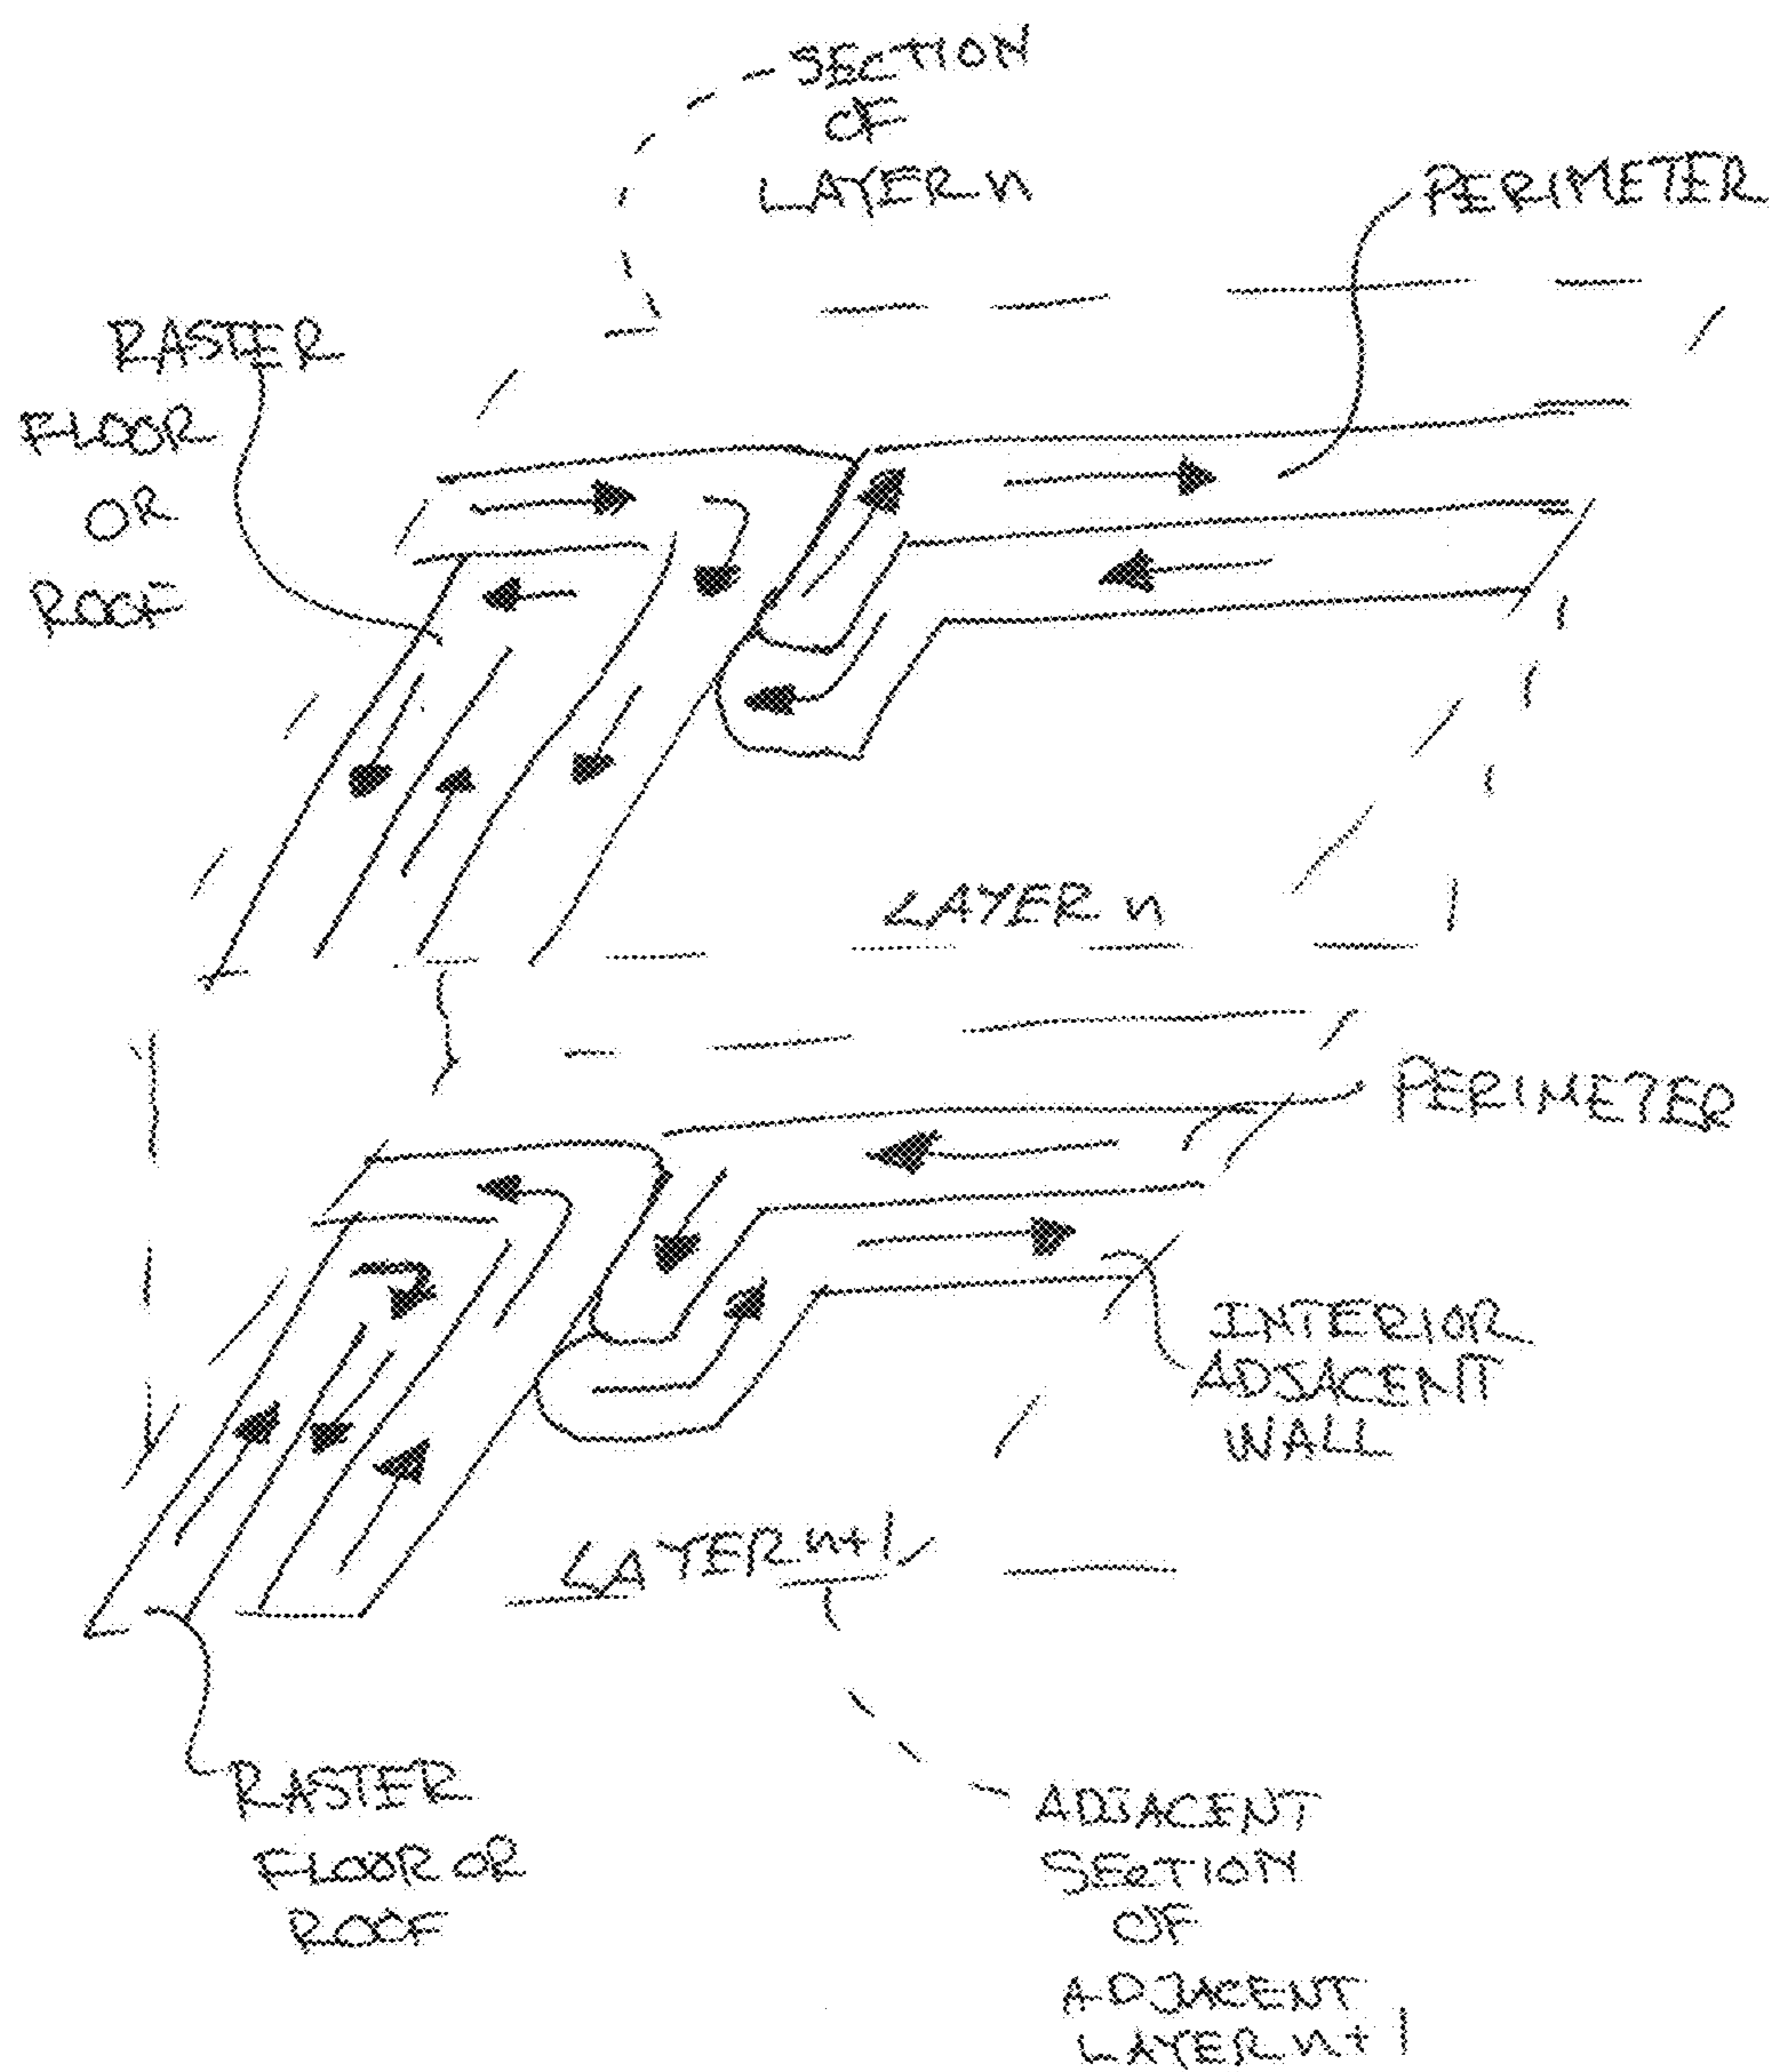 SECTION
OF
LAYER n
PERIMETER
RASTER
FLOOR
OR
ROOF
LAYER n
PERIMETER
INTERIOR
ADJACENT
WALL
LAYER n+1
RASTER
FLOOR OR
ROOF
ADJACENT
SECTION
OF
ADJACENT
LAYER n+1